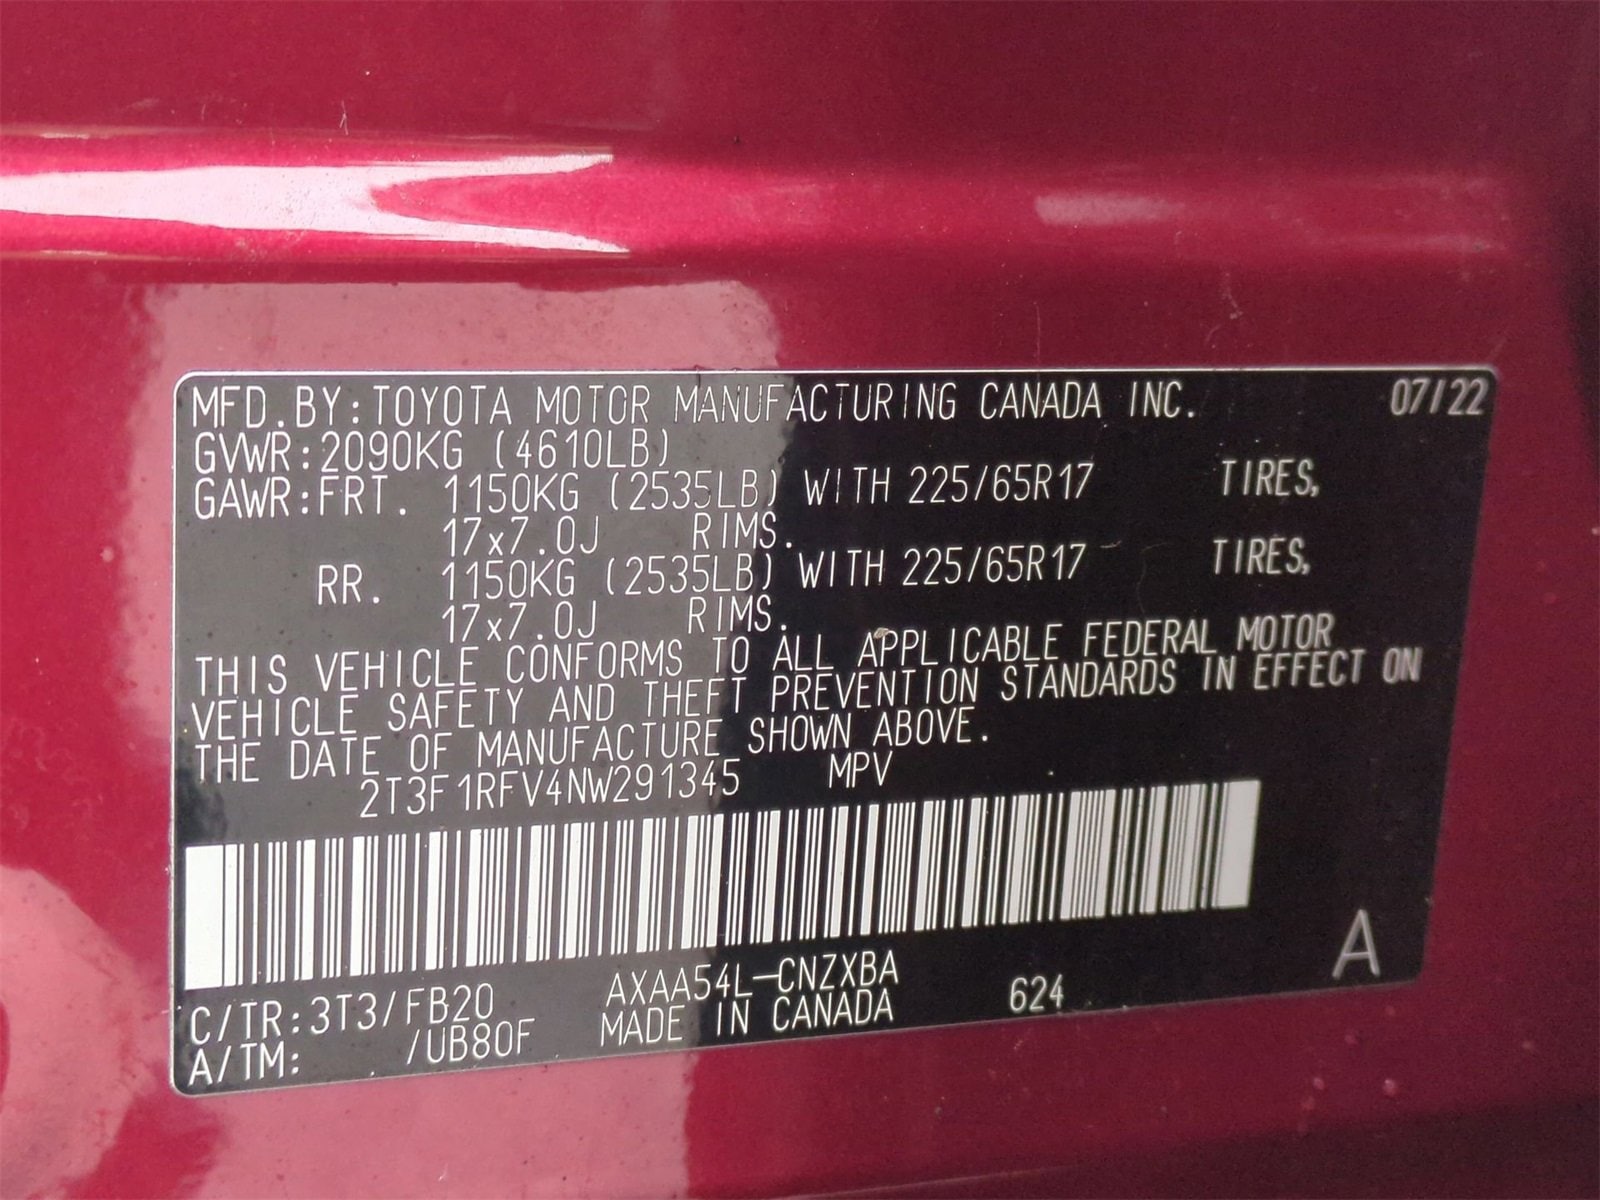 MFD.BY:TOYOTA MOTOR MANUFACTURING CANADA INC. 07/22
GVWR:2090KG (4610LB)
GAWR:FRT. 1150KG (2535LB) WITH 225/65R17 TIRES,
17x7.0J RIMS.
RR. 1150KG (2535LB) WITH 225/65R17 TIRES,
17x7.0J RIMS.
THIS VEHICLE CONFORMS TO ALL APPLICABLE FEDERAL MOTOR
VEHICLE SAFETY AND THEFT PREVENTION STANDARDS IN EFFECT ON
THE DATE OF MANUFACTURE SHOWN ABOVE.
2T3F1RFV4NW291345 MPV
C/TR:3T3/FB20 AXAA54L-CNZXBA 624 A
A/TM: /UB80F MADE IN CANADA